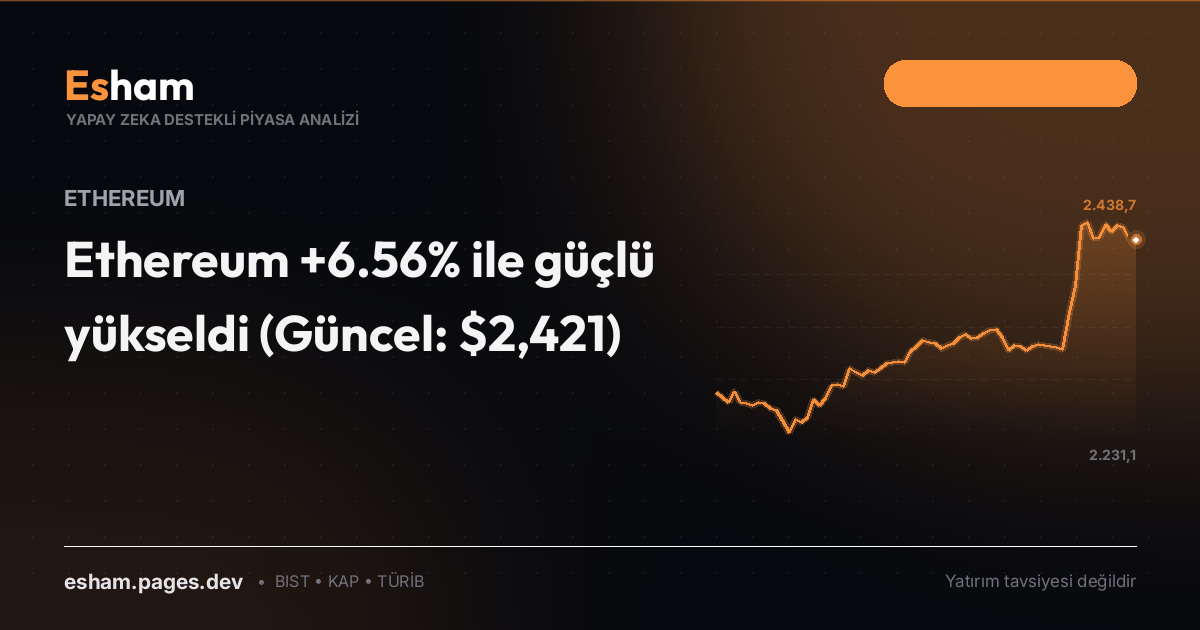 Esham
YAPAY ZEKA DESTEKLİ PİYASA ANALİZİ
ETHEREUM
Ethereum +6.56% ile güçlü
yükseldi (Güncel: $2,421)
2.438,7
2.231,1
esham.pages.dev • BIST • KAP • TÜRİB
Yatırım tavsiyesi değildir